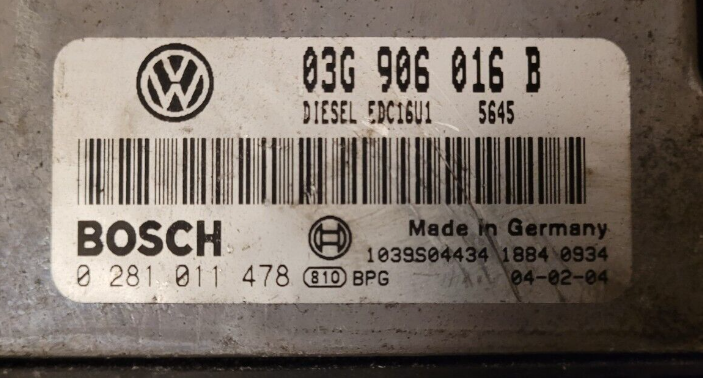 VW
03G 906 016 B
DIESEL EDC16U1 5645
BOSCH
Made in Germany
1039S04434 1884 0934
0 281 011 478 810 BPG 04-02-04